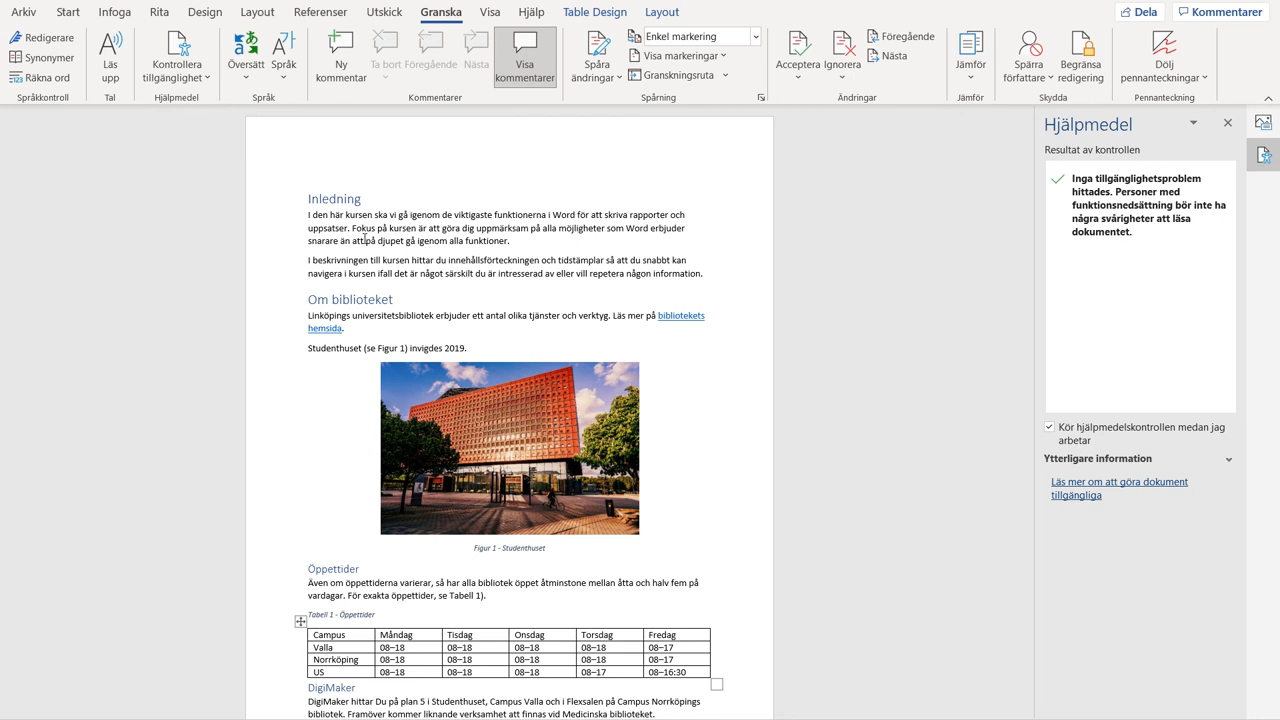 Arkiv Start Infoga Rita Design Layout Referenser Utskick Granska Visa Hjälp Table Design Layout Dela Kommentarer
Redigerare
Synonymer
Räkna ord
Språkkontroll
Läs upp
Tal
Kontrollera tillgänglighet
Hjälpmedel
Översätt
Språk
Språk
Ny kommentar
Ta bort
Föregående
Nästa
Visa kommentarer
Kommentarer
Spåra ändringar
Enkel markering
Visa markeringar
Granskningsruta
Spårning
Acceptera
Ignorera
Föregående
Nästa
Ändringar
Jämför
Jämför
Spärra författare
Begränsa redigering
Skydda
Dölj pennanteckningar
Pennanteckning
Inledning
I den här kursen ska vi gå igenom de viktigaste funktionerna i Word för att skriva rapporter och
uppsatser. Fokus på kursen är att göra dig uppmärksam på alla möjligheter som Word erbjuder
snarare än att på djupet gå igenom alla funktioner.
I beskrivningen till kursen hittar du innehållsförteckningen och tidstämplar så att du snabbt kan
navigera i kursen ifall det är något särskilt du är intresserad av eller vill repetera någon information.
Om biblioteket
Linköpings universitetsbibliotek erbjuder ett antal olika tjänster och verktyg. Läs mer på bibliotekets
hemsida.
Studenthuset (se Figur 1) invigdes 2019.
Figur 1 - Studenthuset
Öppettider
Även om öppettiderna varierar, så har alla bibliotek öppet åtminstone mellan åtta och halv fem på
vardagar. För exakta öppettider, se Tabell 1).
Tabell 1 - Öppettider
Campus Måndag Tisdag Onsdag Torsdag Fredag
Valla 08–18 08–18 08–18 08–18 08–17
Norrköping 08–18 08–18 08–18 08–18 08–17
US 08–18 08–18 08–18 08–17 08–16:30
DigiMaker
DigiMaker hittar Du på plan 5 i Studenthuset, Campus Valla och i Flexsalen på Campus Norrköpings
bibliotek. Framöver kommer liknande verksamhet att finnas vid Medicinska biblioteket.
Hjälpmedel
Resultat av kontrollen
Inga tillgänglighetsproblem
hittades. Personer med
funktionsnedsättning bör inte ha
några svårigheter att läsa
dokumentet.
Kör hjälpmedelskontrollen medan jag
arbetar
Ytterligare information
Läs mer om att göra dokument
tillgängliga